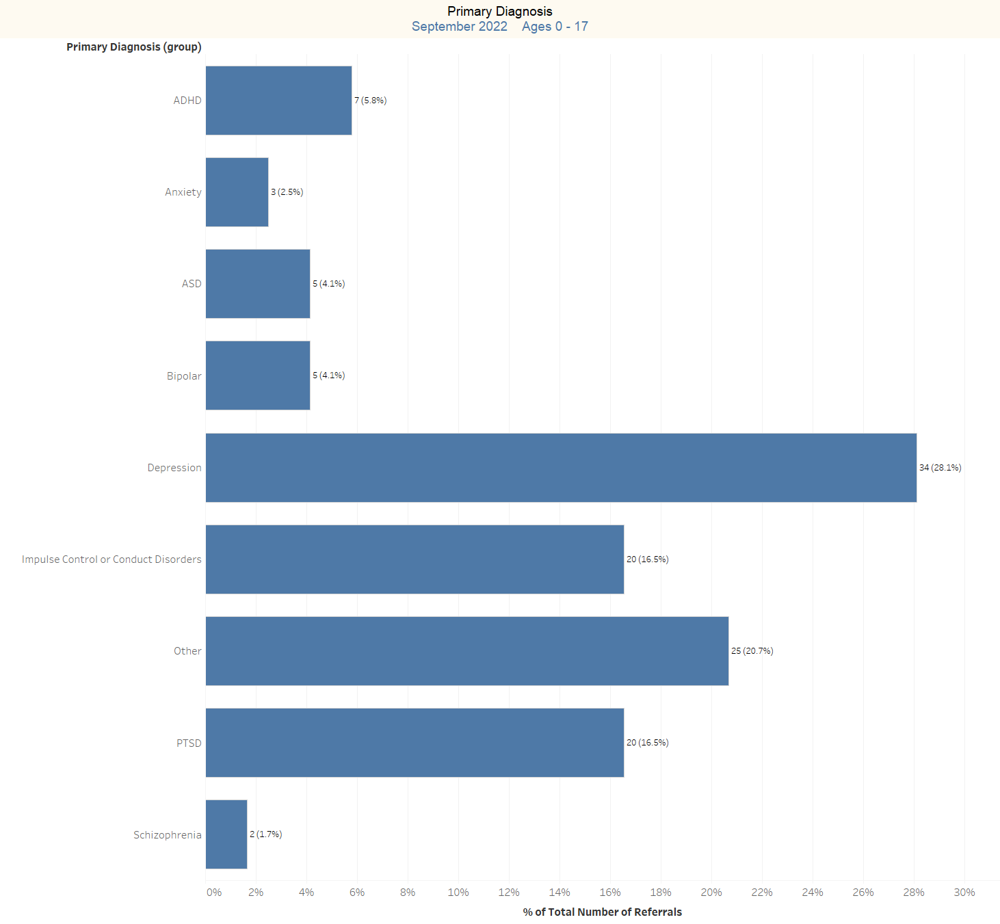 Primary Diagnosis
September 2022    Ages 0 - 17
Primary Diagnosis (group)
ADHD 7 (5.8%)
Anxiety 3 (2.5%)
ASD 5 (4.1%)
Bipolar 5 (4.1%)
Depression 34 (28.1%)
Impulse Control or Conduct Disorders 20 (16.5%)
Other 25 (20.7%)
PTSD 20 (16.5%)
Schizophrenia 2 (1.7%)
0% 2% 4% 6% 8% 10% 12% 14% 16% 18% 20% 22% 24% 26% 28% 30%
% of Total Number of Referrals